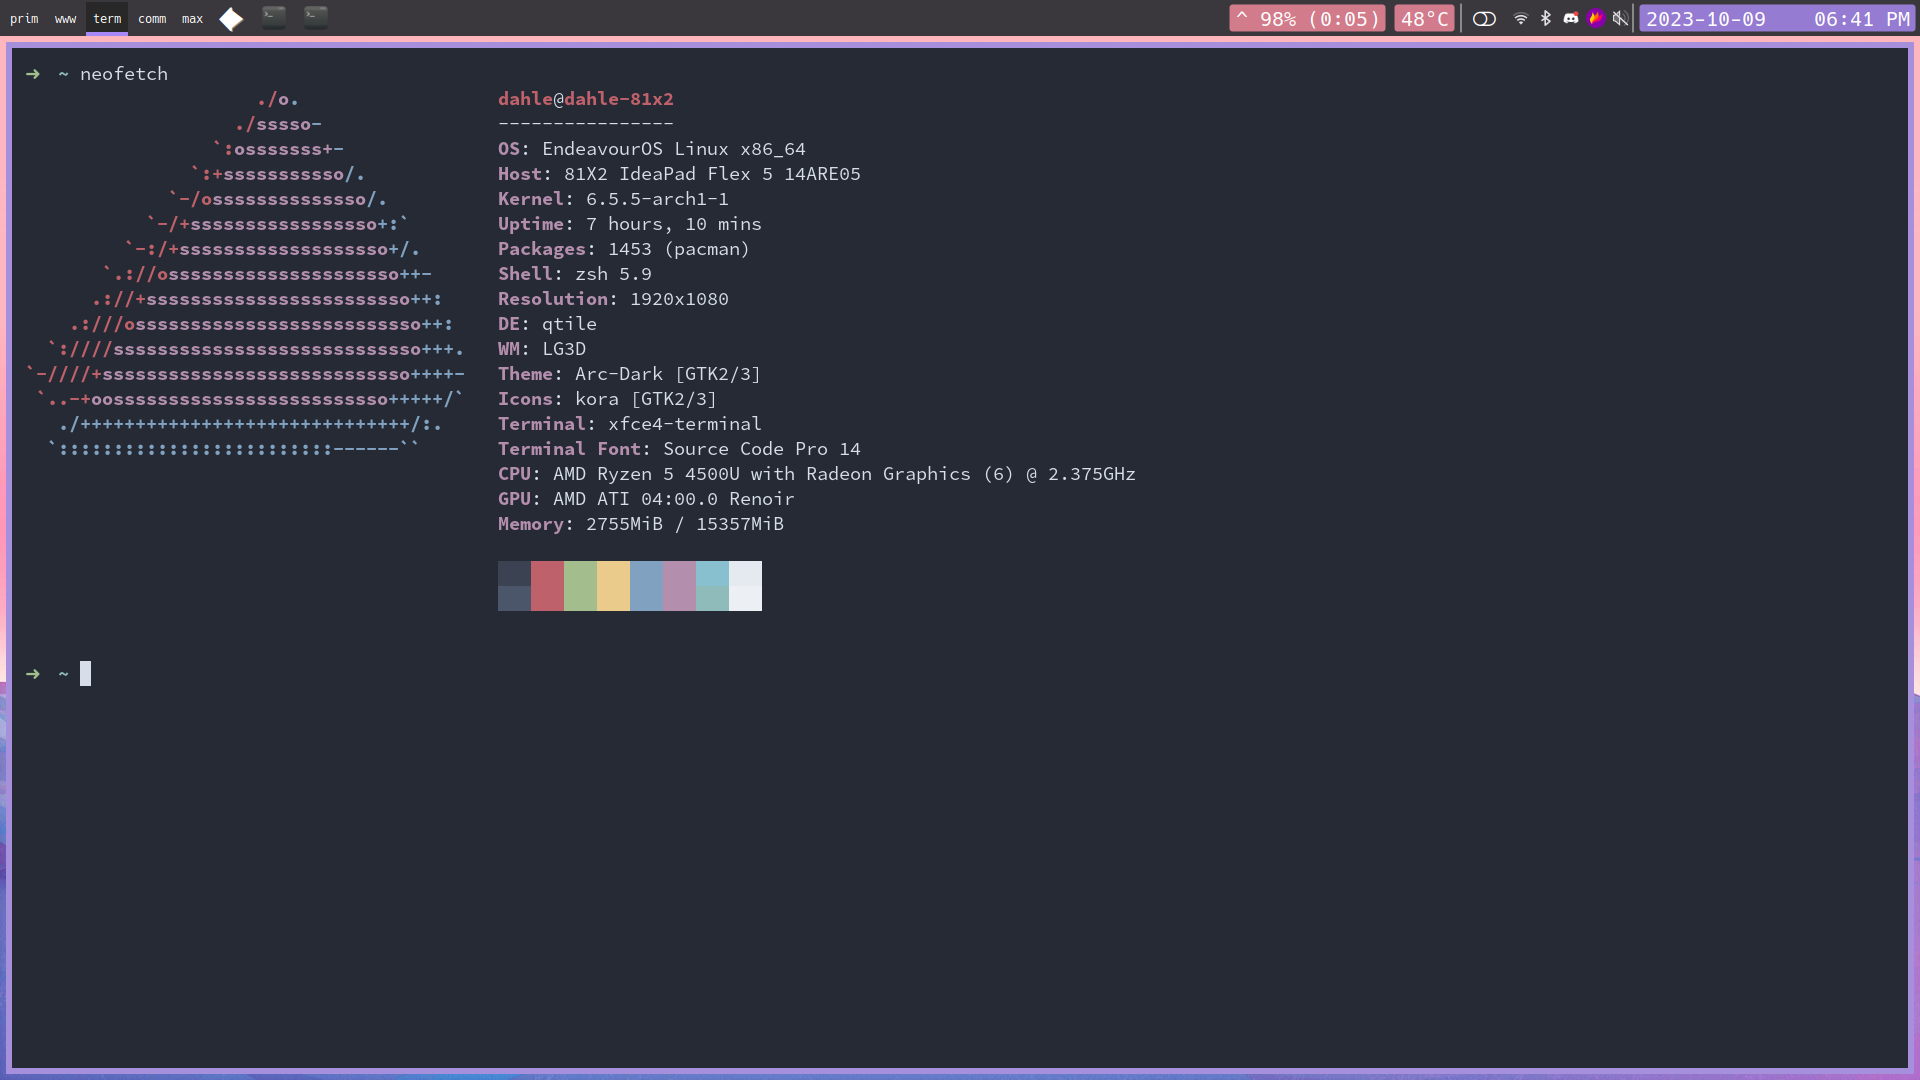 prim www term comm max ^ 98% (0:05) 48°C 2023-10-09 06:41 PM
➜ ~ neofetch
./o. dahle@dahle-81x2
./sssso- ----------------
`:osssssss+- OS: EndeavourOS Linux x86_64
`:+sssssssssso/. Host: 81X2 IdeaPad Flex 5 14ARE05
`-/ossssssssssssso/. Kernel: 6.5.5-arch1-1
`-/+sssssssssssssssso+:` Uptime: 7 hours, 10 mins
`-:/+sssssssssssssssssso+/. Packages: 1453 (pacman)
`.://osssssssssssssssssssso++- Shell: zsh 5.9
.://+ssssssssssssssssssssssso++: Resolution: 1920x1080
.:///ossssssssssssssssssssssssso++: DE: qtile
`:////ssssssssssssssssssssssssssso+++. WM: LG3D
`-////+ssssssssssssssssssssssssssso++++- Theme: Arc-Dark [GTK2/3]
`..-+oosssssssssssssssssssssssso+++++/` Icons: kora [GTK2/3]
./++++++++++++++++++++++++++++++/:. Terminal: xfce4-terminal
`:::::::::::::::::::::::::------`` Terminal Font: Source Code Pro 14
CPU: AMD Ryzen 5 4500U with Radeon Graphics (6) @ 2.375GHz
GPU: AMD ATI 04:00.0 Renoir
Memory: 2755MiB / 15357MiB
➜ ~